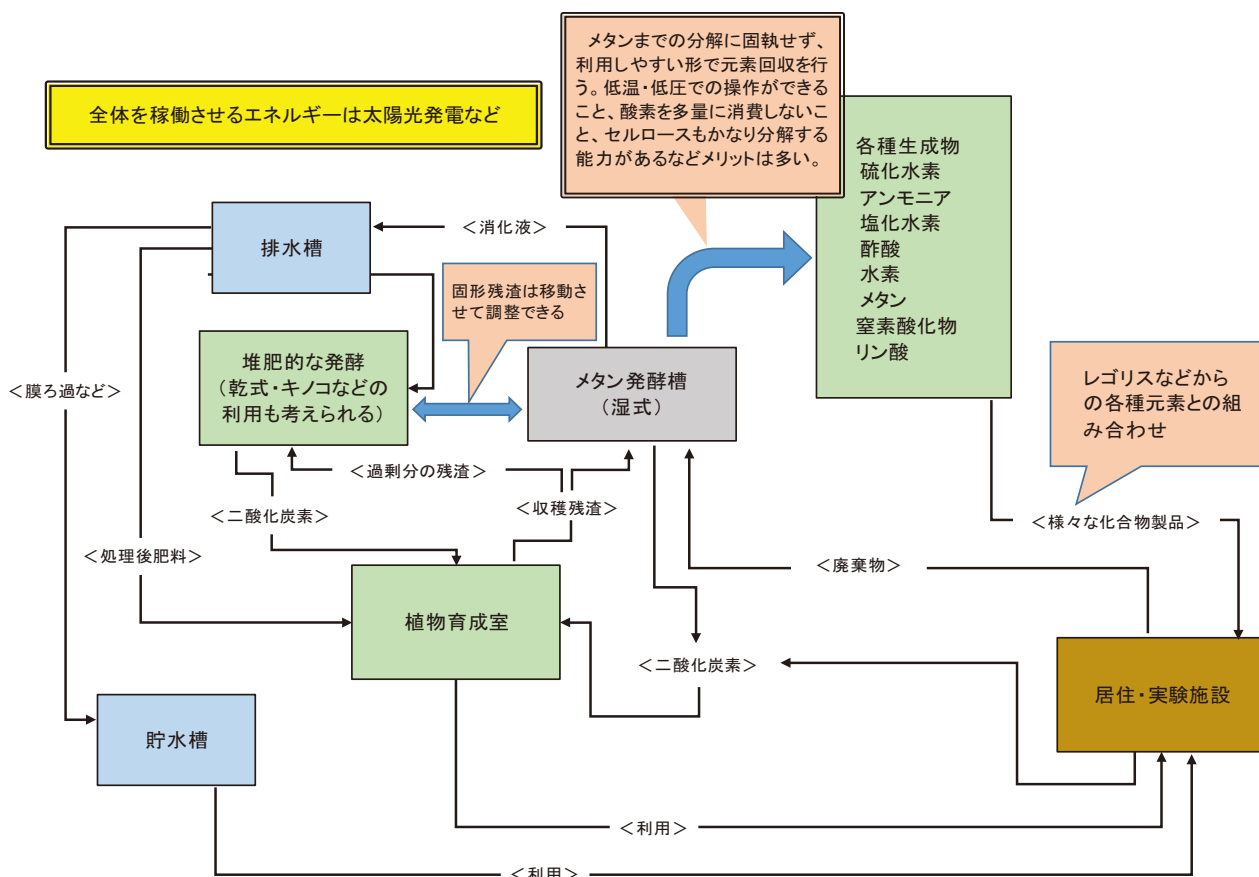 メタンまでの分解に固執せず、
利用しやすい形で元素回収を行
う。低温・低圧での操作ができ
ること、酸素を多量に消費しないこ
と、セルロースもかなり分解する
能力があるなどメリットは多い。
全体を稼働させるエネルギーは太陽光発電など
各種生成物
硫化水素
アンモニア
塩化水素
酢酸
水素
メタン
窒素酸化物
リン酸
排水槽
＜消化液＞
固形残渣は移動さ
せて調整できる
堆肥的な発酵
（乾式・キノコなどの
利用も考えられる）
メタン発酵槽
（湿式）
＜膜ろ過など＞
レゴリスなどから
の各種元素との組
み合わせ
＜過剰分の残渣＞
＜二酸化炭素＞
＜収穫残渣＞
＜様々な化合物製品＞
＜処理後肥料＞
＜廃棄物＞
植物育成室
＜二酸化炭素＞
居住・実験施設
貯水槽
＜利用＞
＜利用＞